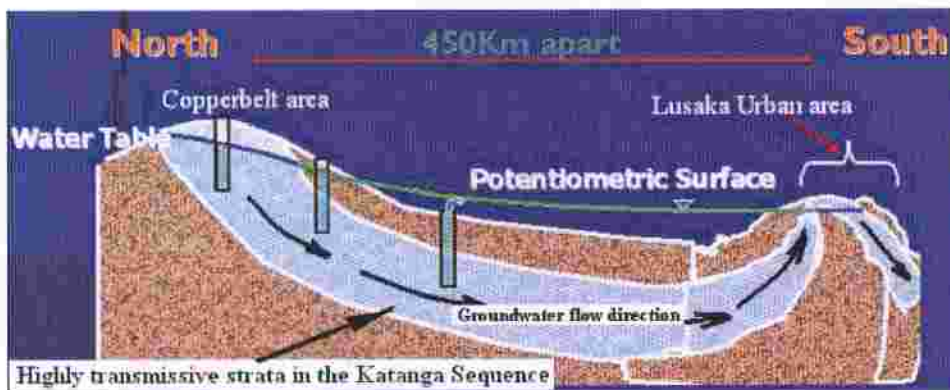 North
450Km apart
South
Copperbelt area
Lusaka Urban area
Water Table
Potentiometric Surface
Groundwater flow direction
Highly transmissive strata in the Katanga Sequence